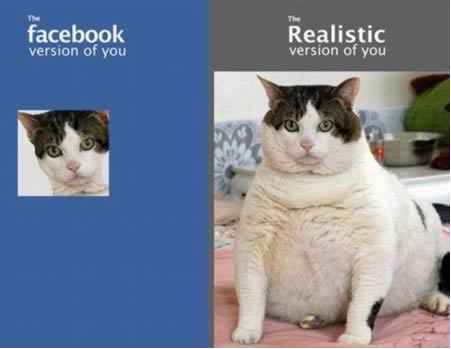 The
facebook
version of you
The
Realistic
version of you